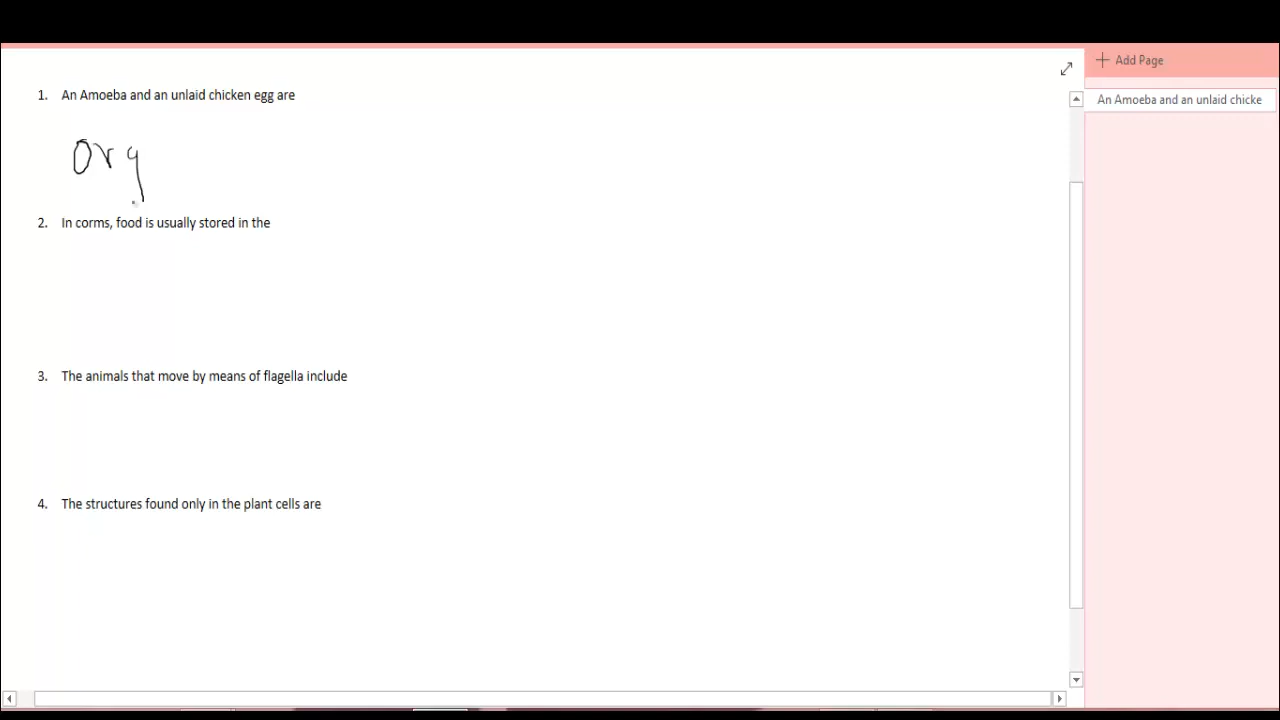 Add Page
1. An Amoeba and an unlaid chicken egg are
An Amoeba and an unlaid chicke
Org
2. In corms, food is usually stored in the
3. The animals that move by means of flagella include
4. The structures found only in the plant cells are